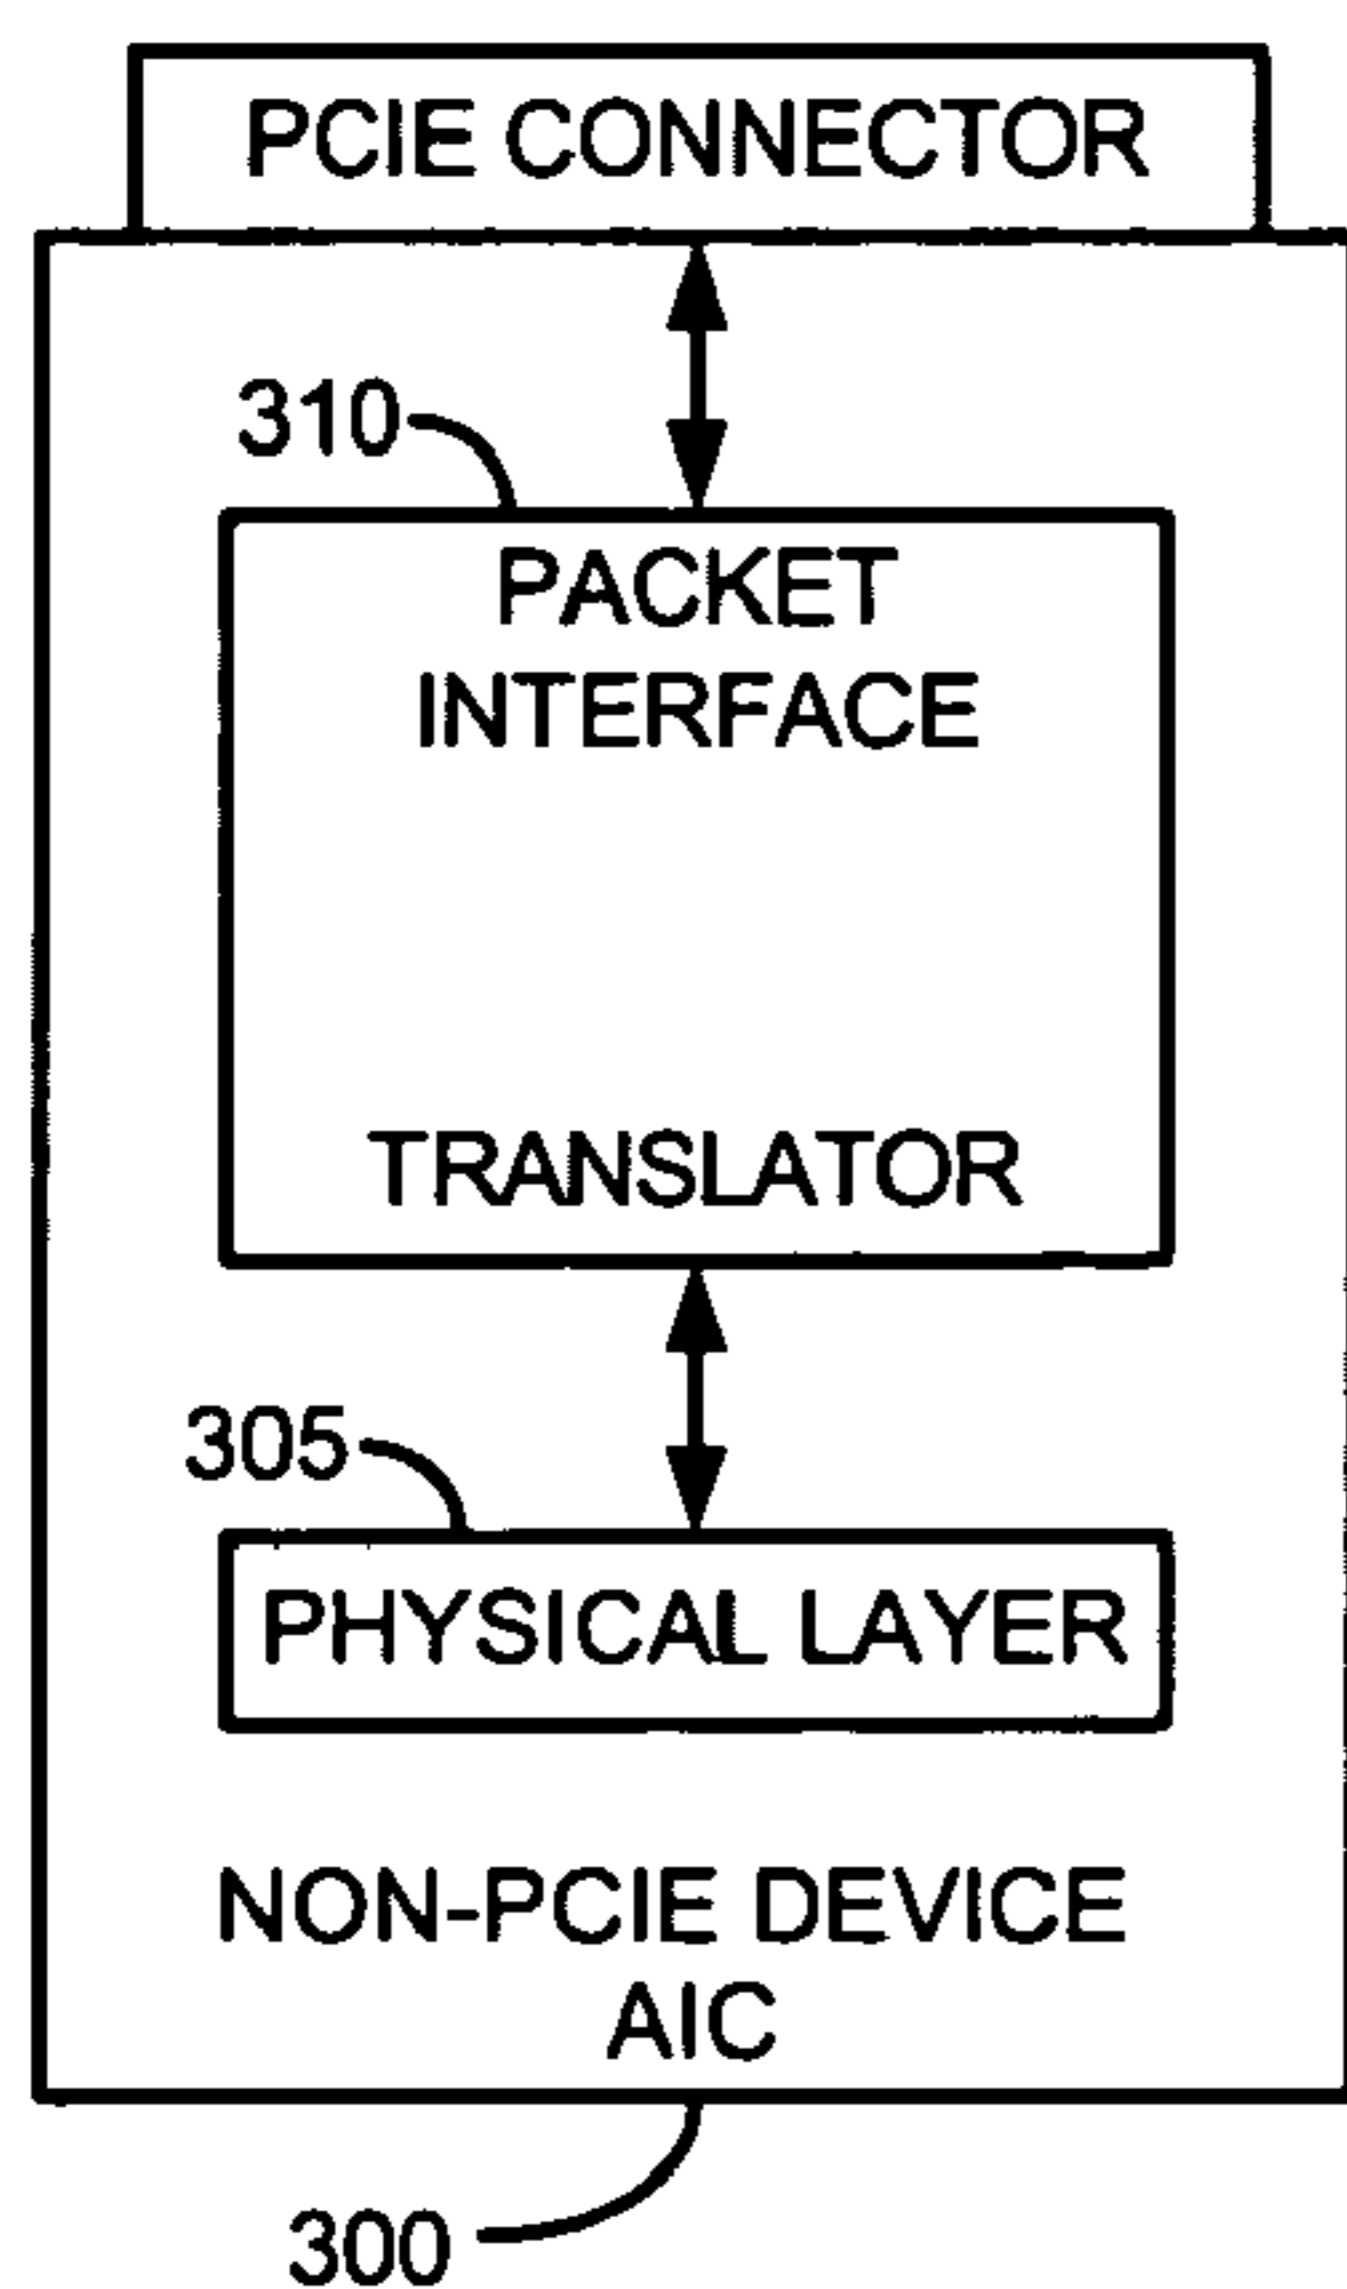 PCIE CONNECTOR
310
PACKET
INTERFACE
TRANSLATOR
305
PHYSICAL LAYER
NON-PCIE DEVICE
AIC
300